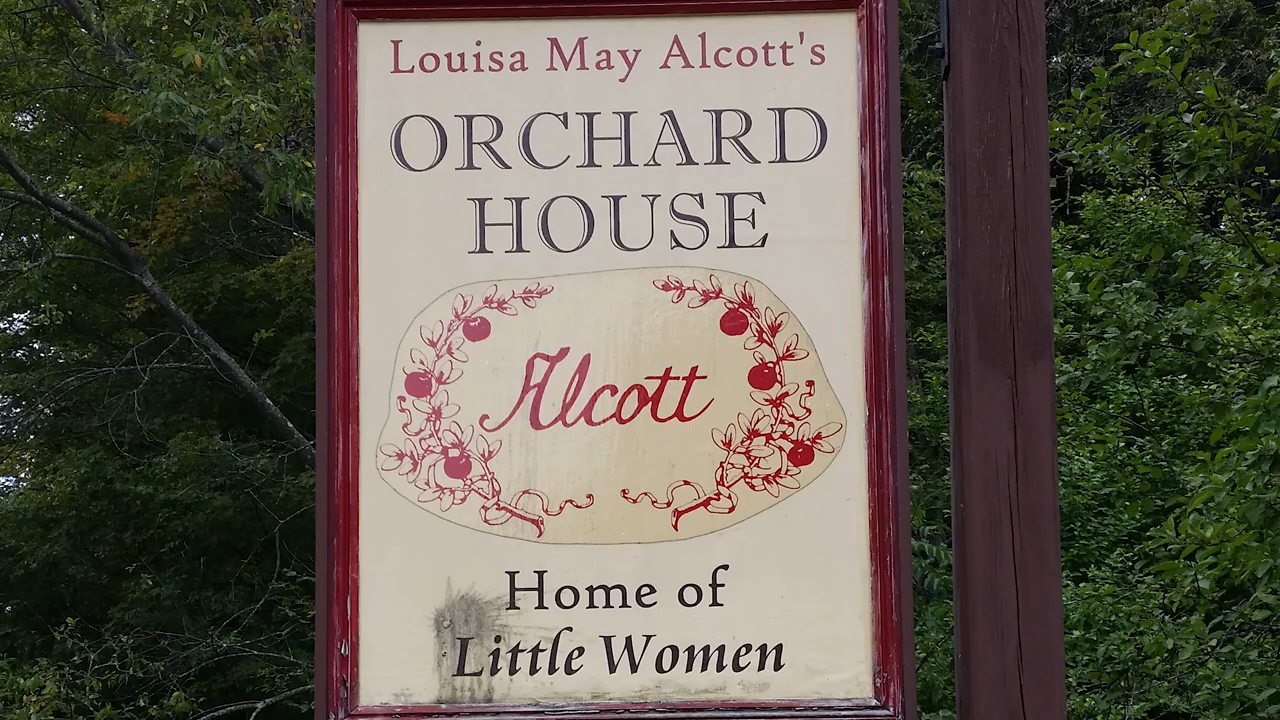 Louisa May Alcott's
ORCHARD
HOUSE
Alcott
Home of
Little Women